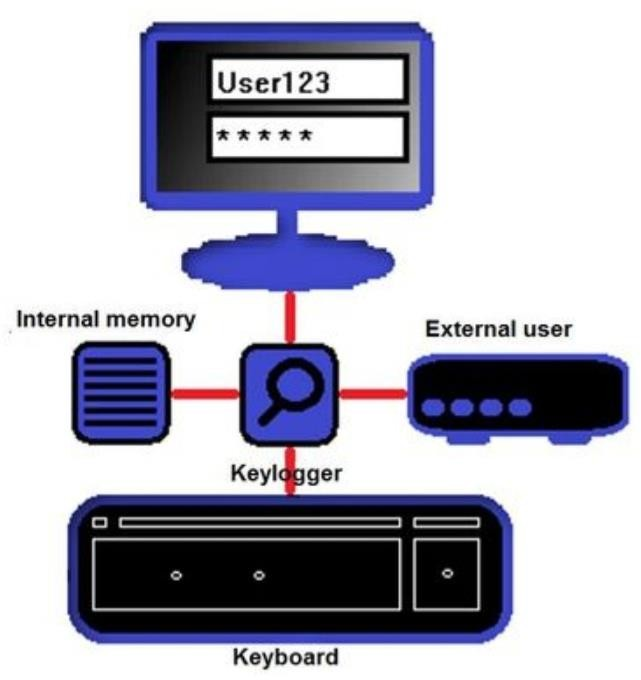 User123
*****
Internal memory
External user
Keylogger
Keyboard